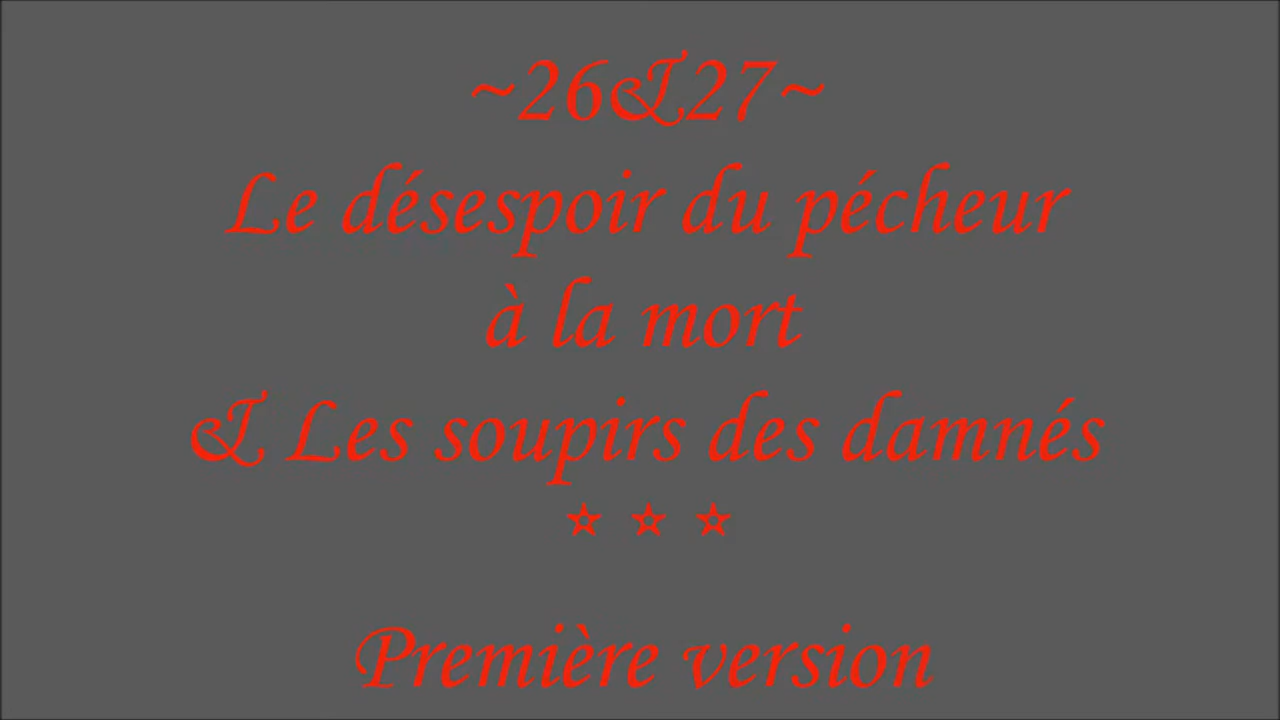 ~26&27~
Le désespoir du pécheur
à la mort
& Les soupirs des damnés
☆ ☆ ☆
Première version